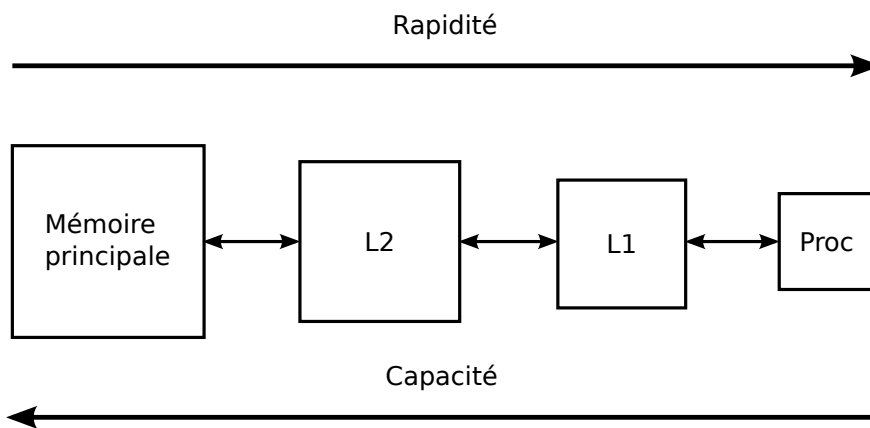 Rapidité
Mémoire
principale
L2
L1
Proc
Capacité